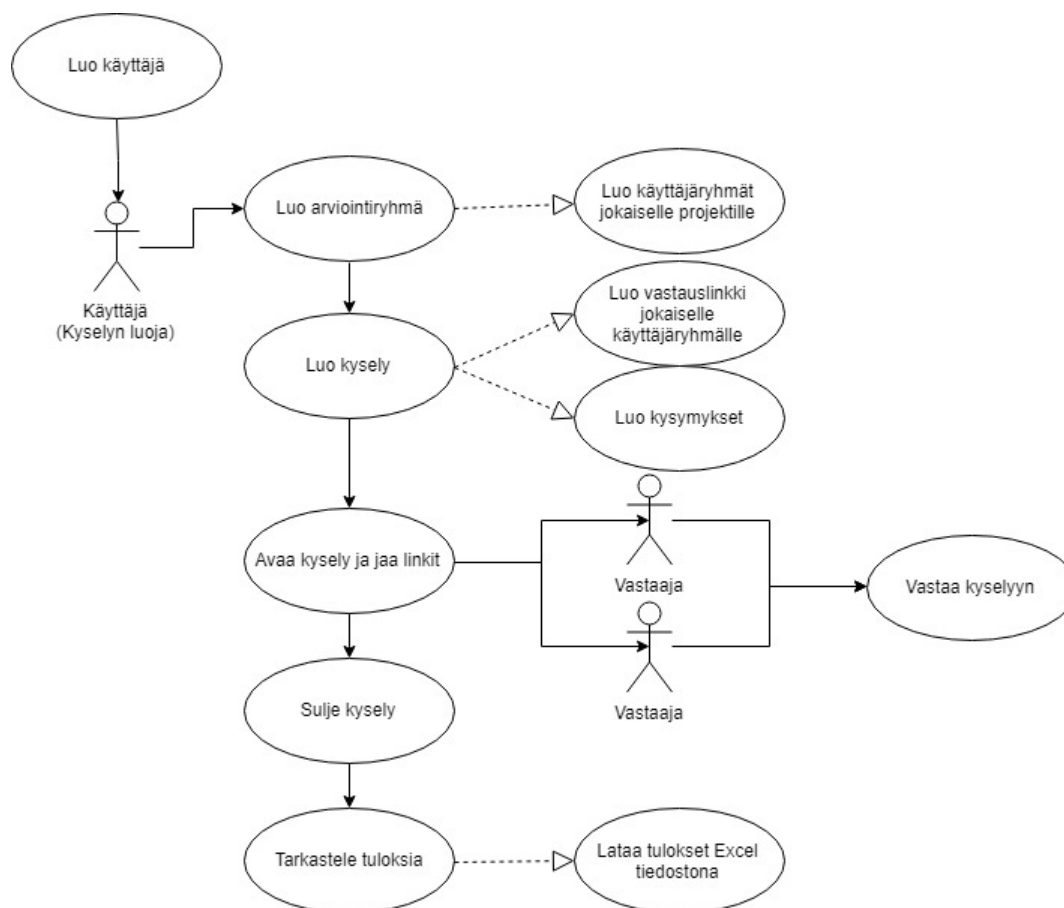 Luo käyttäjä
Luo arviointiryhmä
Luo käyttäjäryhmät
jokaiselle projektille
Käyttäjä
(Kyselyn luoja)
Luo vastauslinkki
jokaiselle
käyttäjäryhmälle
Luo kysely
Luo kysymykset
Avaa kysely ja jaa linkit
Vastaaja
Vastaa kyselyyn
Vastaaja
Sulje kysely
Tarkastele tuloksia
Lataa tulokset Excel
tiedostona